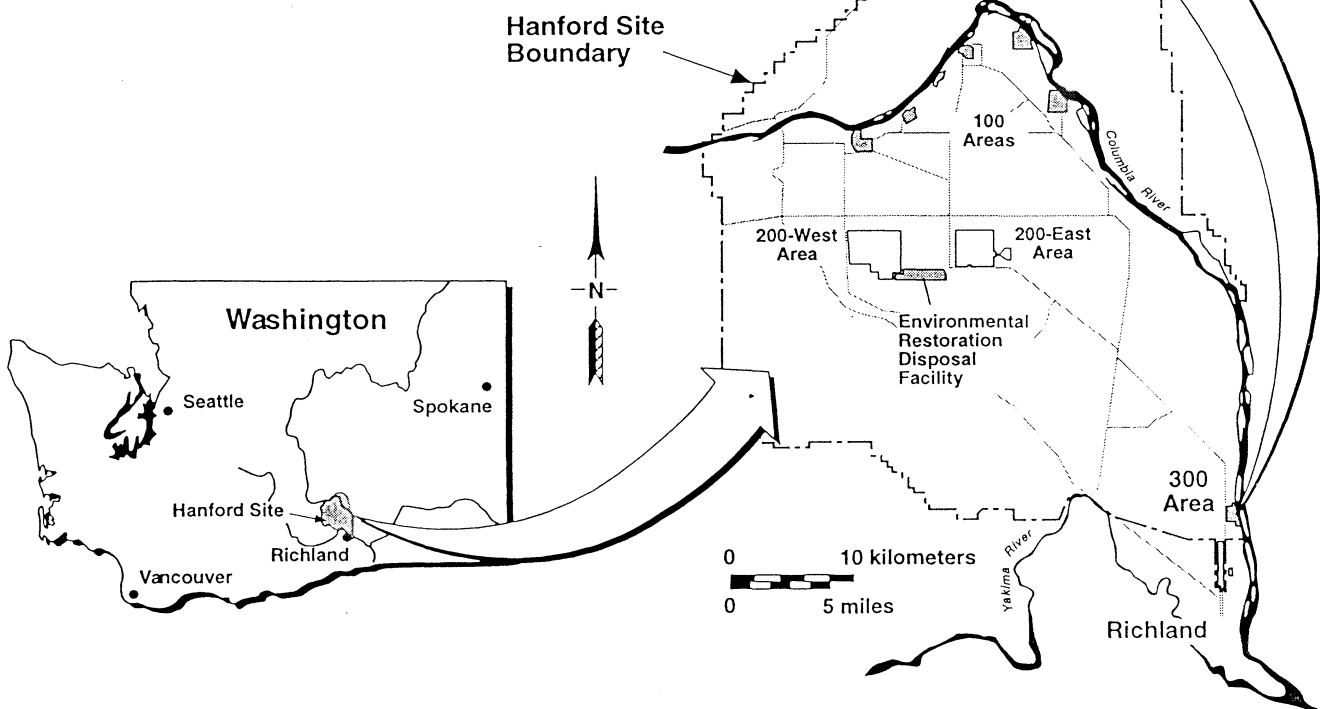 Hanford Site
Boundary
100
Areas
Columbia River
200-West
Area
200-East
Area
N
Washington
Environmental
Restoration
Disposal
Facility
Seattle
Spokane
300
Area
Hanford Site
Richland
0 10 kilometers
Yakima River
Vancouver
0 5 miles
Richland